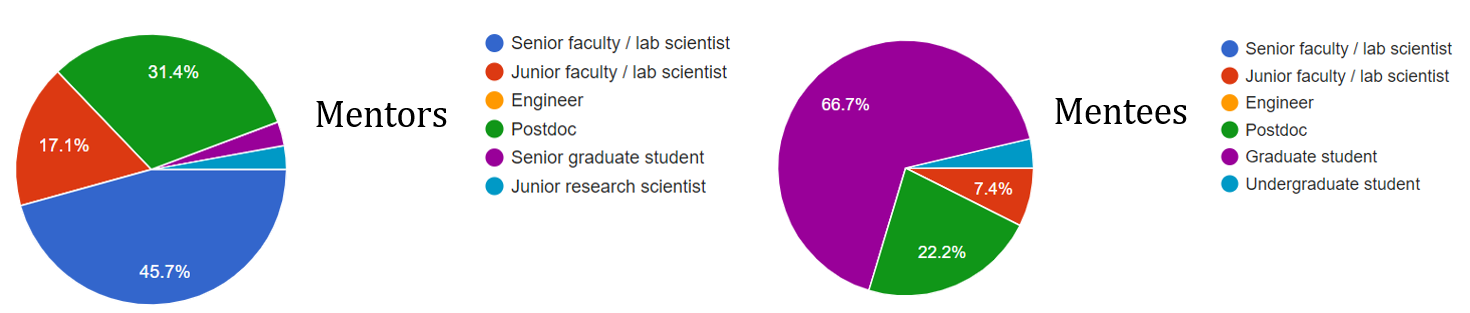 31.4%
17.1%
45.7%
Mentors
Senior faculty / lab scientist
Junior faculty / lab scientist
Engineer
Postdoc
Senior graduate student
Junior research scientist
66.7%
7.4%
22.2%
Mentees
Senior faculty / lab scientist
Junior faculty / lab scientist
Engineer
Postdoc
Graduate student
Undergraduate student